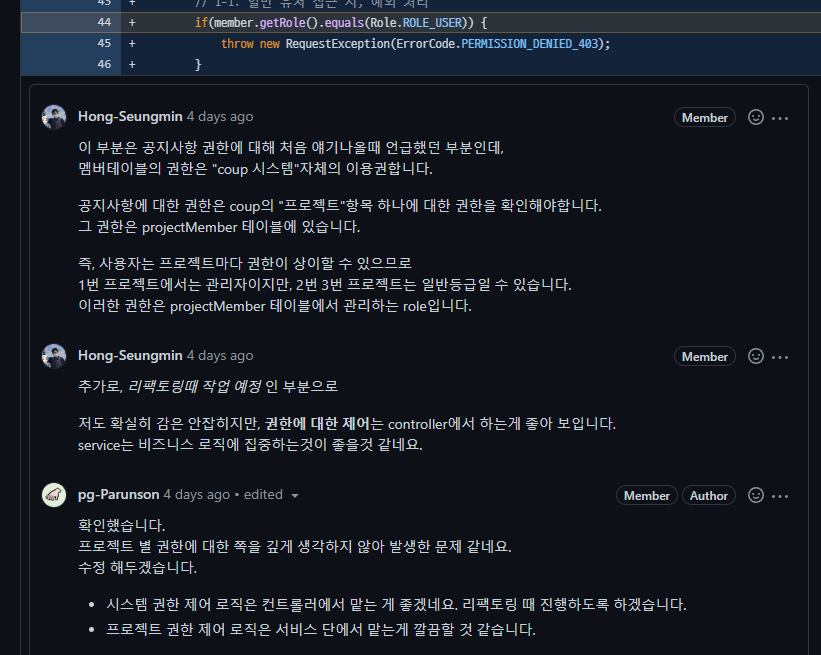 43 + // 1-1. 일반 유저 접근 시, 예외 처리
44 + if(member.getRole().equals(Role.ROLE_USER)) {
45 + throw new RequestException(ErrorCode.PERMISSION_DENIED_403);
46 + }
Hong-Seungmin 4 days ago Member
이 부분은 공지사항 권한에 대해 처음 얘기나올때 언급했던 부분인데,
멤버테이블의 권한은 "coup 시스템"자체의 이용권합니다.
공지사항에 대한 권한은 coup의 "프로젝트"항목 하나에 대한 권한을 확인해야합니다.
그 권한은 projectMember 테이블에 있습니다.
즉, 사용자는 프로젝트마다 권한이 상이할 수 있으므로
1번 프로젝트에서는 관리자이지만, 2번 3번 프로젝트는 일반등급일 수 있습니다.
이러한 권한은 projectMember 테이블에서 관리하는 role입니다.
Hong-Seungmin 4 days ago Member
추가로, 리팩토링때 작업 예정 인 부분으로
저도 확실히 감은 안잡히지만, 권한에 대한 제어는 controller에서 하는게 좋아 보입니다.
service는 비즈니스 로직에 집중하는것이 좋을것 같네요.
pg-Parunson 4 days ago • edited Member Author
확인했습니다.
프로젝트 별 권한에 대한 쪽을 깊게 생각하지 않아 발생한 문제 같네요.
수정 해두겠습니다.
• 시스템 권한 제어 로직은 컨트롤러에서 맡는 게 좋겠네요. 리팩토링 때 진행하도록 하겠습니다.
• 프로젝트 권한 제어 로직은 서비스 단에서 맡는게 깔끔할 것 같습니다.